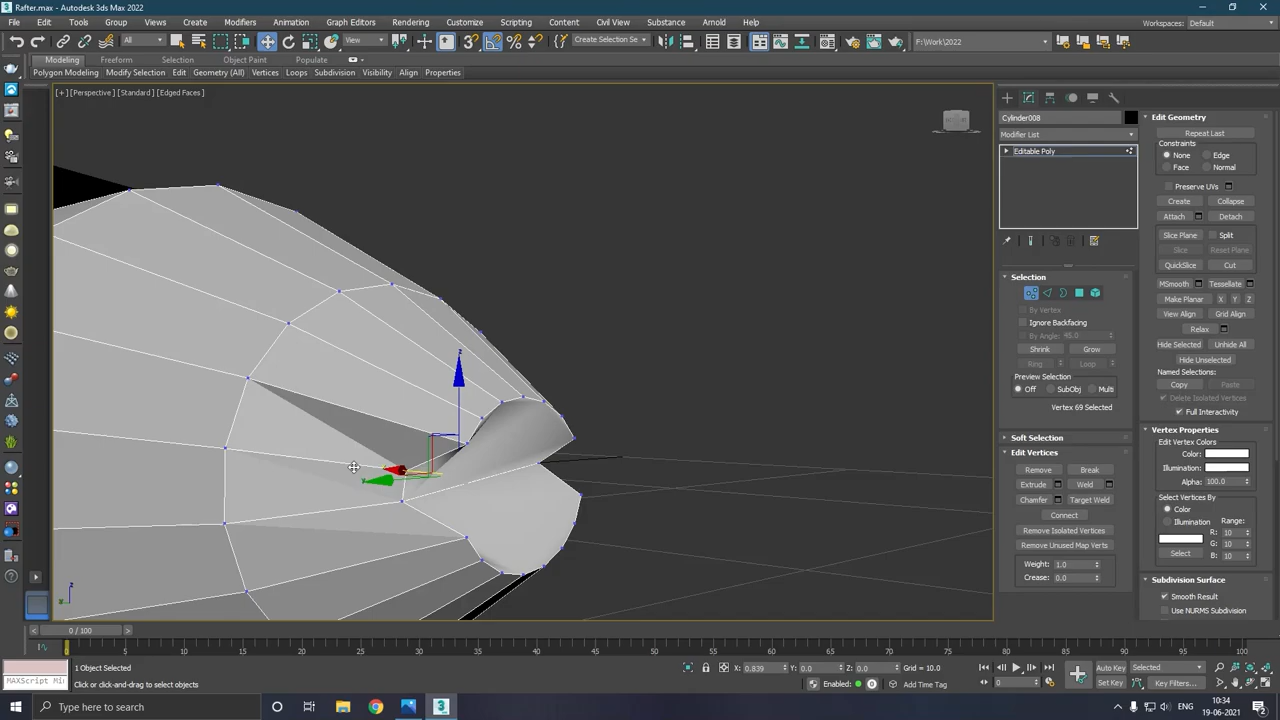 Rafter.max - Autodesk 3ds Max 2022
File Edit Tools Group Views Create Modifiers Animation Graph Editors Rendering Customize Scripting Content Civil View Substance Arnold Help
Workspaces: Default
All View Create Selection Se F:\Work\2022
Modeling Freeform Selection Object Paint Populate
Polygon Modeling Modify Selection Edit Geometry (All) Vertices Loops Subdivision Visibility Align Properties
[+] [Perspective] [Standard] [Edged Faces]
Cylinder008
Modifier List
Editable Poly
Selection
By Vertex
Ignore Backfacing
By Angle: 45.0
Shrink Grow
Ring Loop
Preview Selection
Off SubObj Multi
Vertex 69 Selected
Soft Selection
Edit Vertices
Remove Break
Extrude Weld
Chamfer Target Weld
Connect
Remove Isolated Vertices
Remove Unused Map Verts
Weight: 1.0
Crease: 0.0
Edit Geometry
Repeat Last
Constraints
None Edge
Face Normal
Preserve UVs
Create Collapse
Attach Detach
Slice Plane Split
Slice Reset Plane
QuickSlice Cut
MSmooth Tessellate
Make Planar X Y Z
View Align Grid Align
Relax
Hide Selected Unhide All
Hide Unselected
Named Selections:
Copy Paste
Delete Isolated Vertices
Full Interactivity
Vertex Properties
Edit Vertex Colors
Color:
Illumination:
Alpha: 100.0
Select Vertices By
Color
Illumination Range:
R: 10
G: 10
Select B: 10
Subdivision Surface
Smooth Result
Use NURMS Subdivision
z
y
z
< 0 / 100 >
0 5 10 15 20 25 30 35 40 45 50 55 60 65 70 75 80 85 90 95 100
1 Object Selected
X: 0.839 Y: 0.0 Z: 0.0 Grid = 10.0
Auto Key Selected
MAXScript Mi
Click or click-and-drag to select objects
Enabled: Add Time Tag
0
Set Key Key Filters...
Type here to search
ENG
10:34
19-06-2021
2